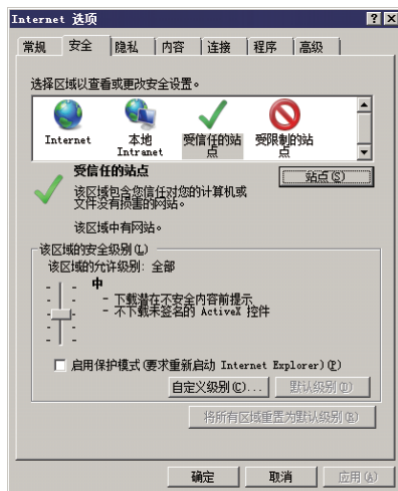 Internet 选项
常规 安全 隐私 内容 连接 程序 高级
选择区域以查看或更改安全设置。
Internet 本地 Intranet 受信任的站点 受限制的站点
受信任的站点
站点(S)
该区域包含您信任对您的计算机或
文件没有损害的网站。
该区域中有网站。
该区域的安全级别(L)
该区域的允许级别: 全部
中
- 下载潜在不安全内容前提示
- 不下载未签名的 ActiveX 控件
启用保护模式(要求重新启动 Internet Explorer)(P)
自定义级别(C)... 默认级别(D)
将所有区域重置为默认级别(R)
确定 取消 应用(A)